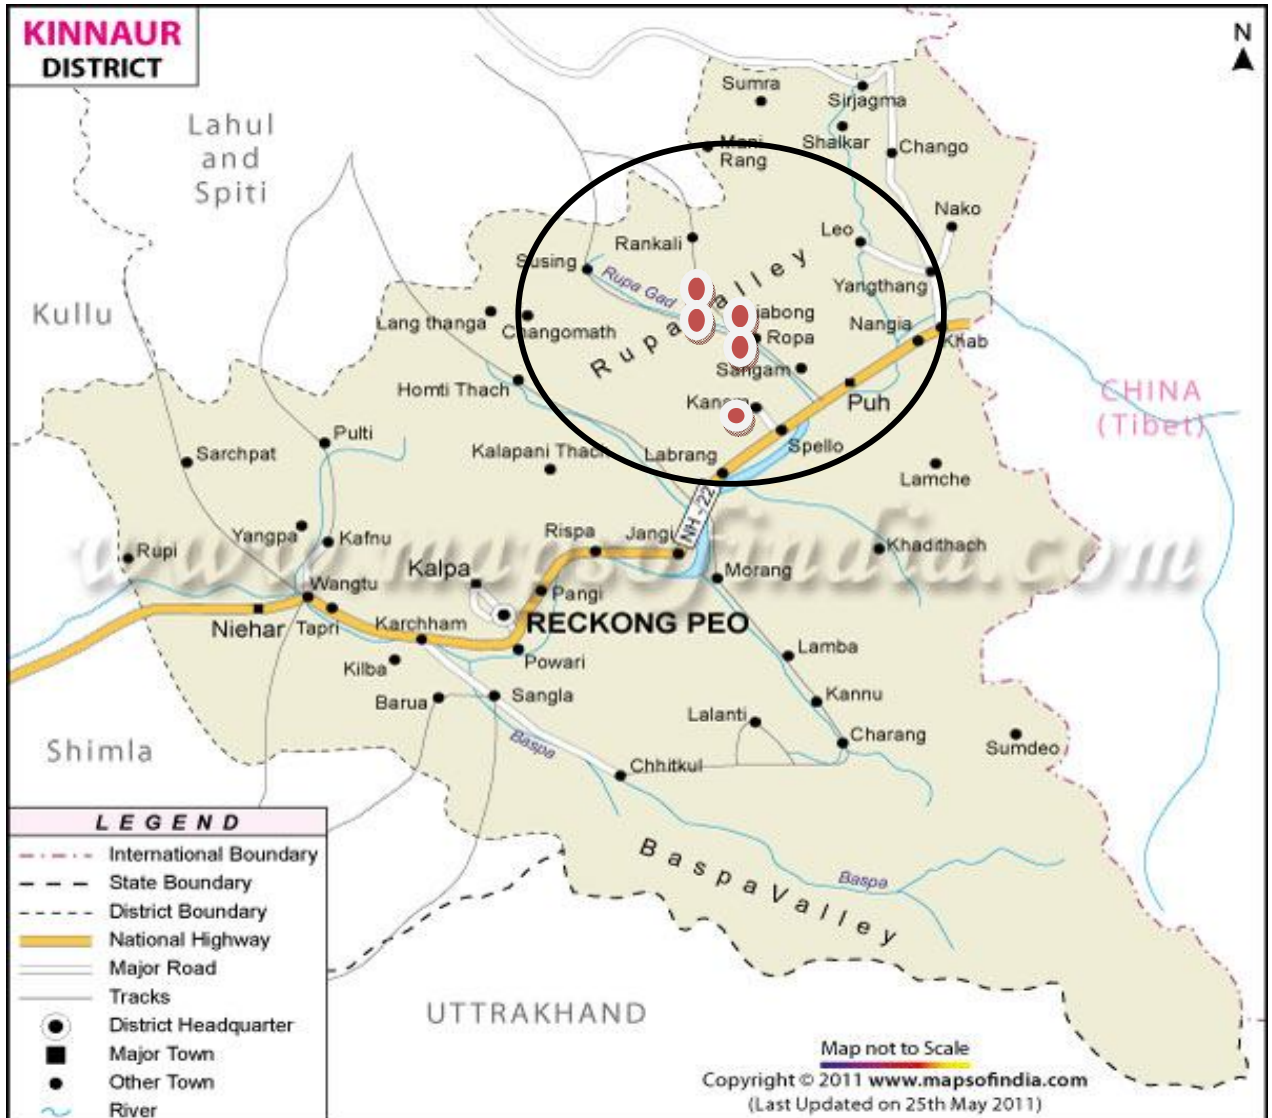 KINNAUR
DISTRICT
N
Lahul
and
Spiti
Sumra
Sirjagma
Mani
Rang
Shalkar
Chango
Nako
Leo
Rankali
Susing
Rupa Gad
Yangthang
Kullu
Lang thanga
Changomath
Rupa Valley
jabong
Ropa
Nangia
Khab
Sangam
Homti Thach
Kanam
Puh
CHINA
(Tibet)
Pulti
Sarchpat
Kalapani Thach
Labrang
Spello
Lamche
NH - 22
www.mapsofindia.com
Yangpa
Kafnu
Rispa
Jangi
Khadithach
Rupi
Kalpa
Morang
Wangtu
Pangi
Niehar
Tapri
Karchham
RECKONG PEO
Powari
Kilba
Lamba
Barua
Sangla
Kannu
Lalanti
Charang
Shimla
Baspa
Sumdeo
Chhitkul
Baspa Valley
Baspa
LEGEND
International Boundary
State Boundary
District Boundary
National Highway
Major Road
Tracks
District Headquarter
Major Town
Other Town
River
UTTRAKHAND
Map not to Scale
Copyright © 2011 www.mapsofindia.com
(Last Updated on 25th May 2011)